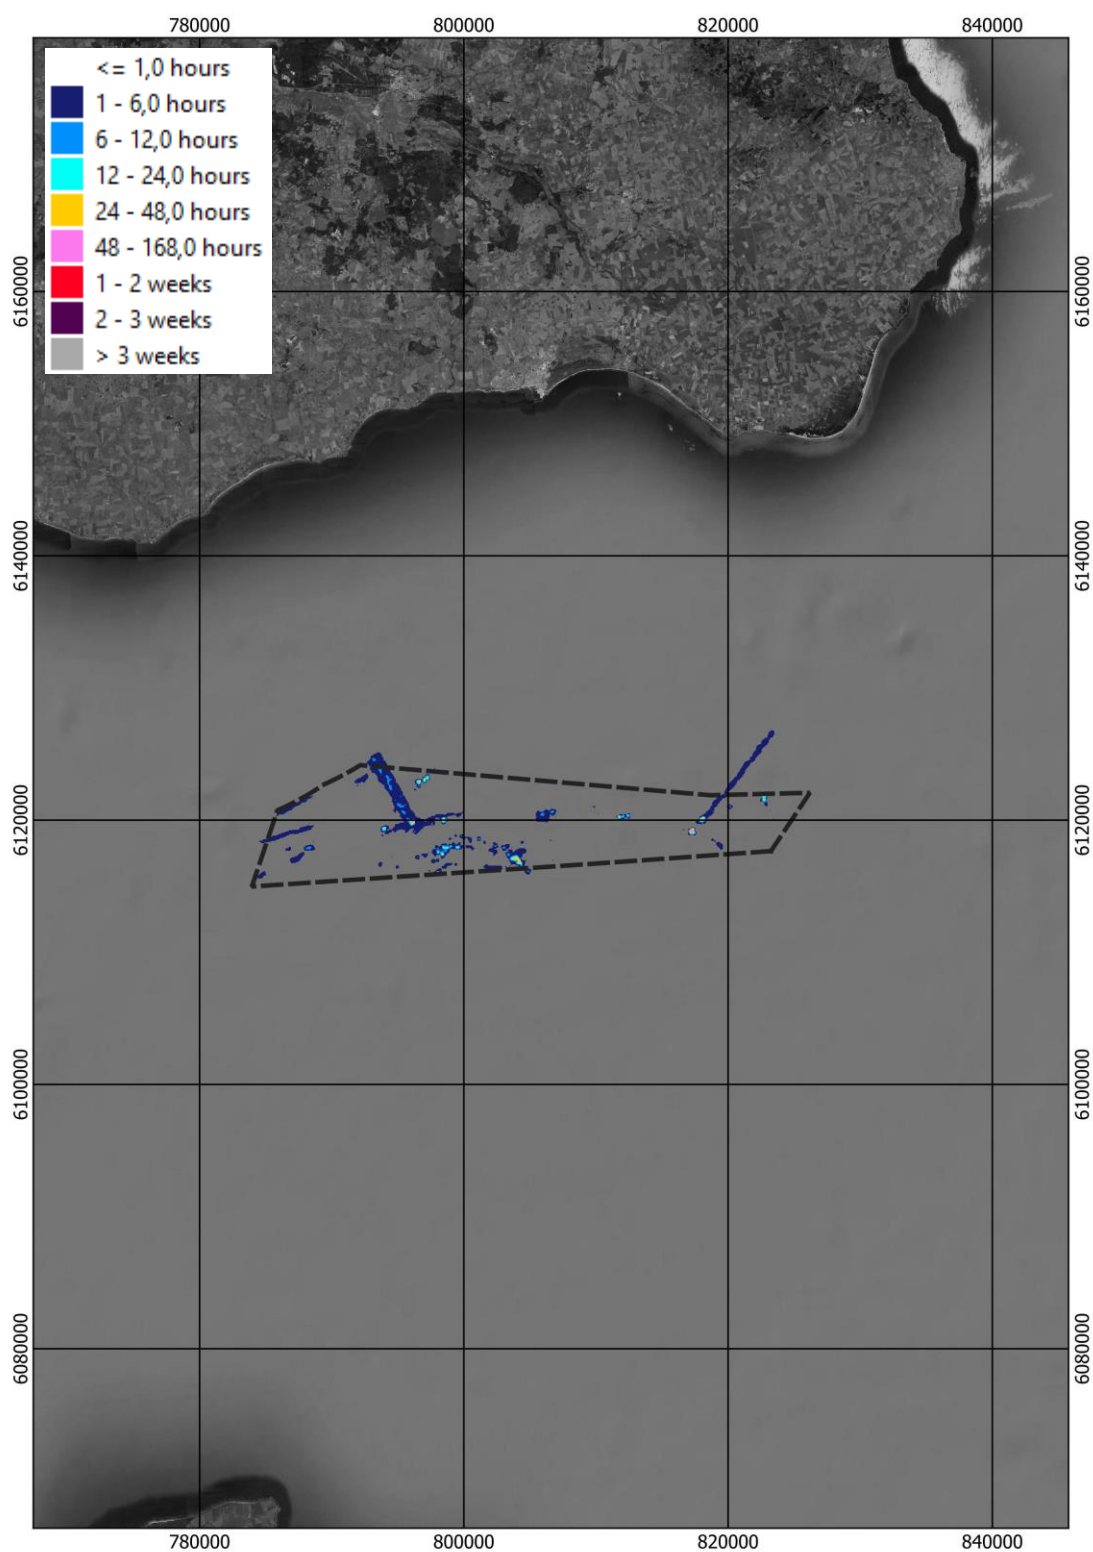 780000 800000 820000 840000
<= 1,0 hours
1 - 6,0 hours
6 - 12,0 hours
12 - 24,0 hours
24 - 48,0 hours
48 - 168,0 hours
1 - 2 weeks
2 - 3 weeks
> 3 weeks
6160000 6160000
6140000 6140000
6120000 6120000
6100000 6100000
6080000 6080000
780000 800000 820000 840000